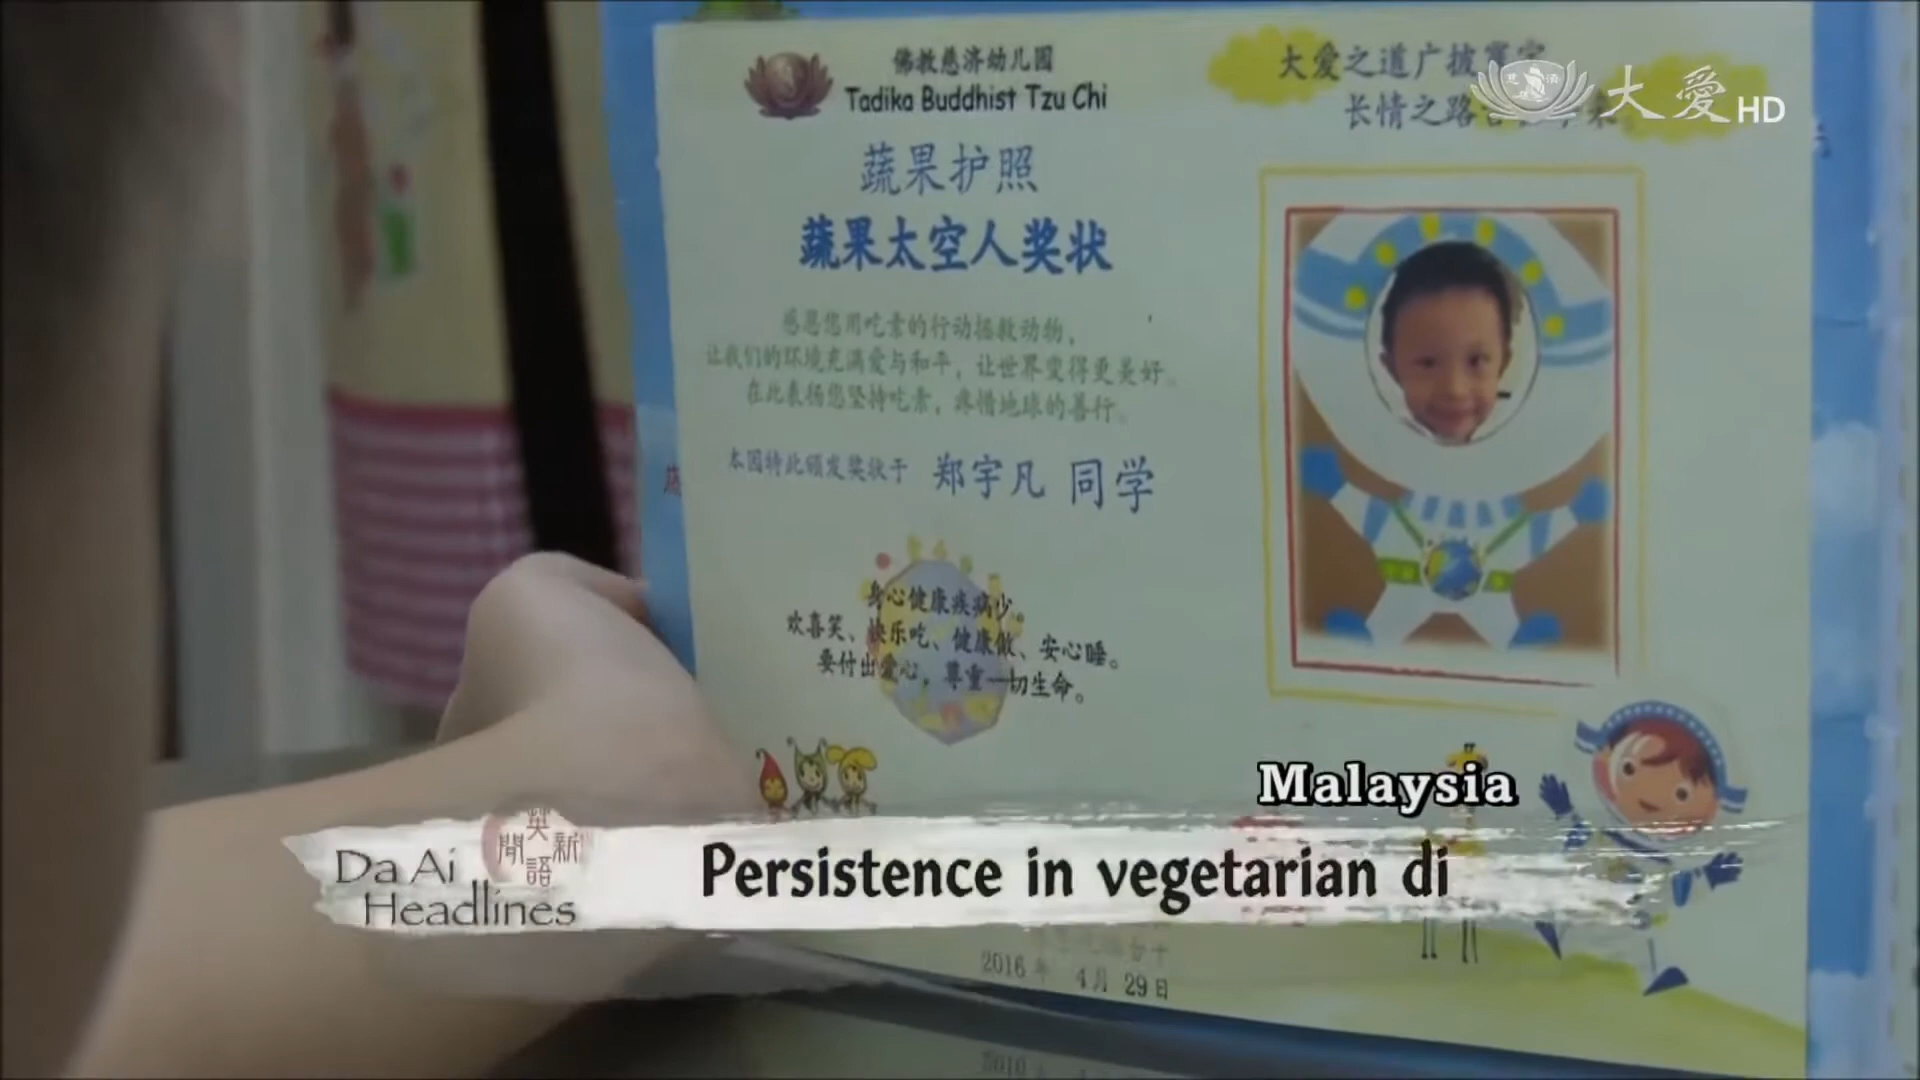 佛教慈济幼儿园
Tadika Buddhist Tzu Chi
大爱之道广披
长情之路
大愛HD
蔬果护照
蔬果太空人奖状
感恩您用吃素的行动拯救动物,
让我们的环境充满爱与和平,让世界变得更美好。
在此表扬您坚持吃素,疼惜地球的善行。
本园特此颁发奖状于 郑宇凡 同学
身心健康疾病少。
欢喜笑、快乐吃、健康做、安心睡。
要付出爱心,尊重一切生命。
Malaysia
Da Ai
Headlines
英語新聞
Persistence in vegetarian di
2016年 4月 29日